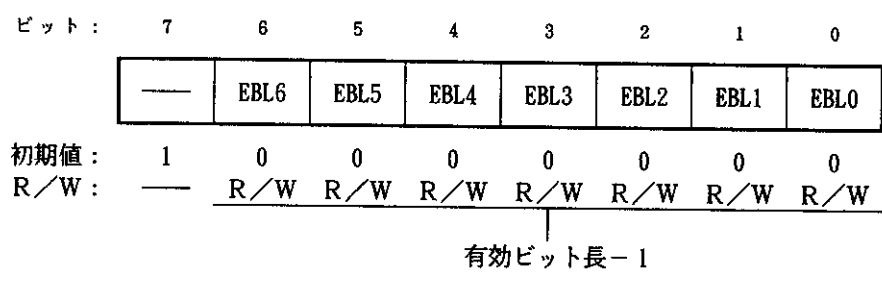 ビット： 7 6 5 4 3 2 1 0
― EBL6 EBL5 EBL4 EBL3 EBL2 EBL1 EBL0
初期値： 1 0 0 0 0 0 0 0
R／W： ― R／W R／W R／W R／W R／W R／W R／W
有効ビット長－1